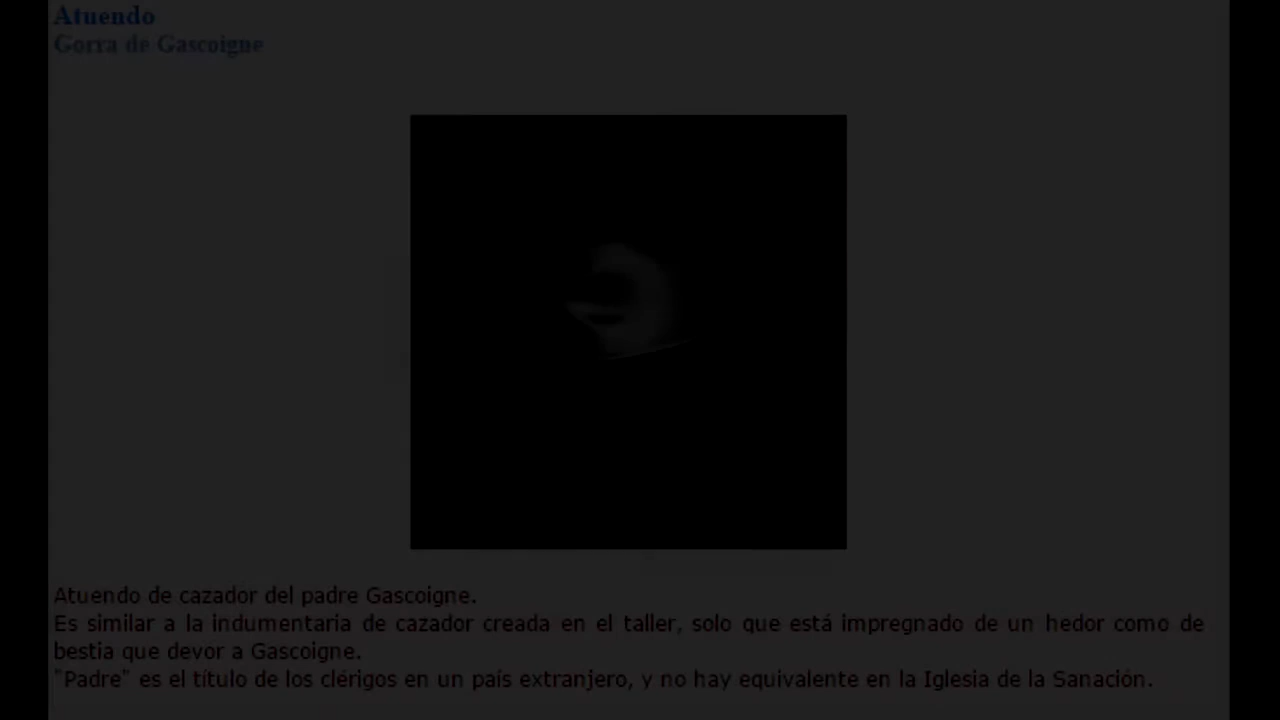 Atuendo
Gorra de Gascoigne
Atuendo de cazador del padre Gascoigne.
Es similar a la indumentaria de cazador creada en el taller, solo que está impregnado de un hedor como de
bestia que devor a Gascoigne.
"Padre" es el título de los clérigos en un país extranjero, y no hay equivalente en la Iglesia de la Sanación.